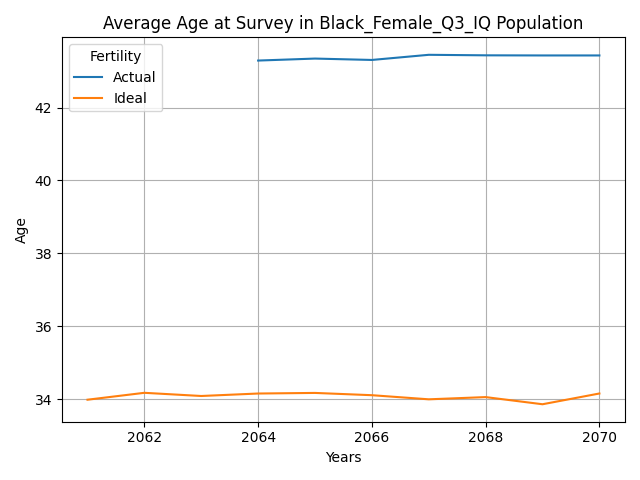 Average Age at Survey in Black_Female_Q3_IQ Population
Fertility
Actual
Ideal
Age
42
40
38
36
34
2062
2064
2066
2068
2070
Years